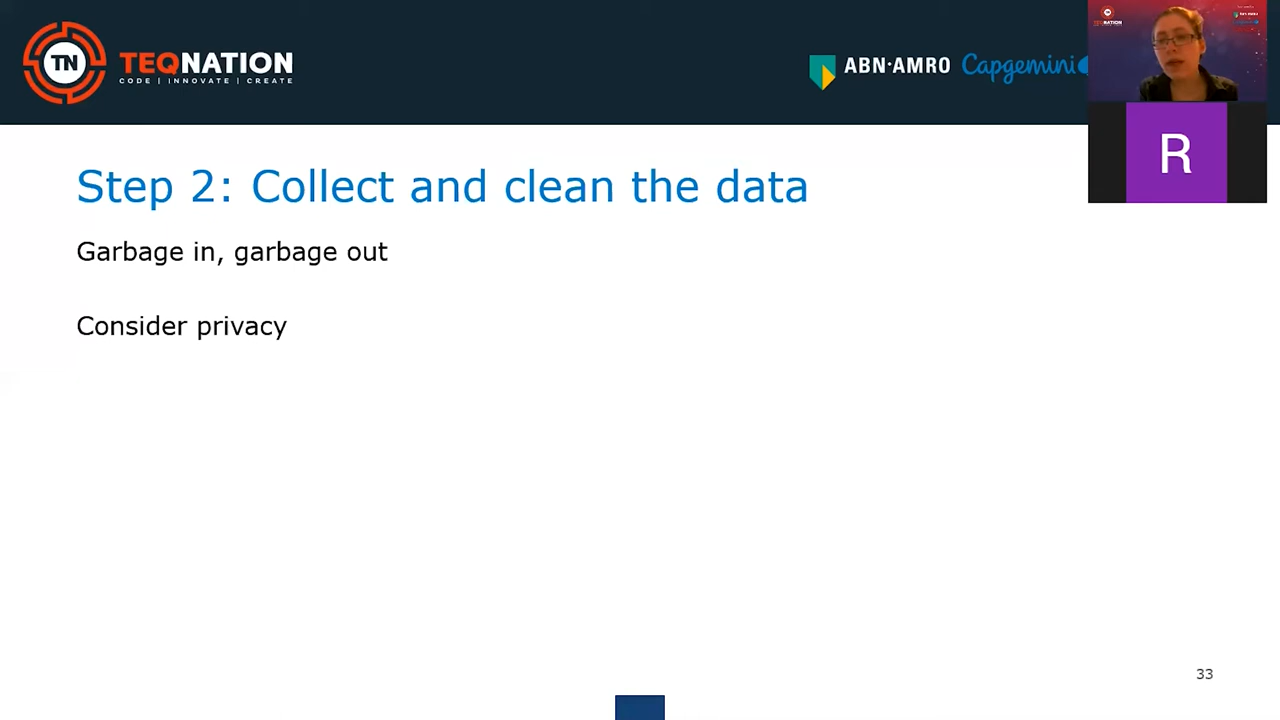 TN
TEQNATION
CODE | INNOVATE | CREATE
ABN·AMRO
Capgemini
R
Step 2: Collect and clean the data
Garbage in, garbage out
Consider privacy
33